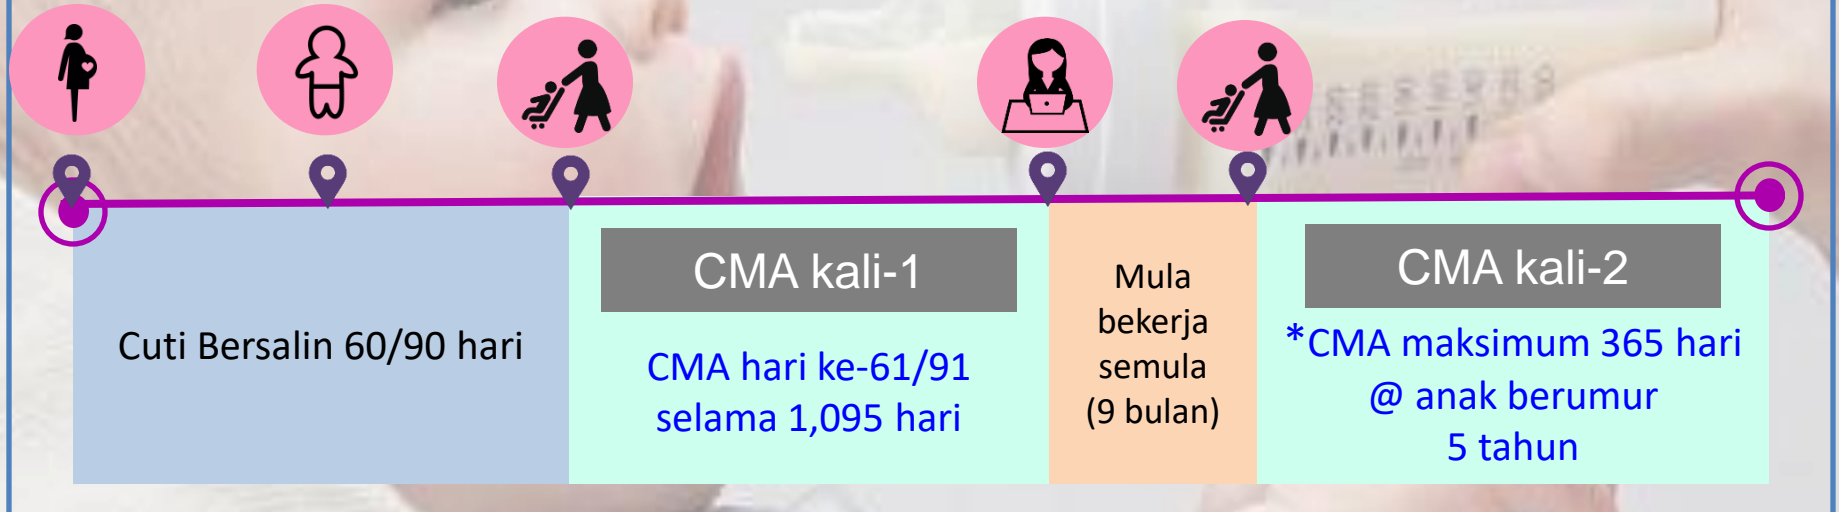 Cuti Bersalin 60/90 hari
CMA kali-1
CMA hari ke-61/91
selama 1,095 hari
Mula
bekerja
semula
(9 bulan)
CMA kali-2
*CMA maksimum 365 hari
@ anak berumur
5 tahun